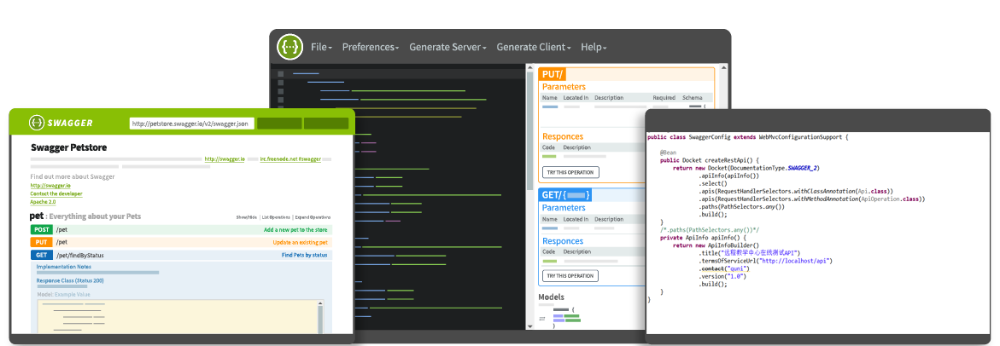 File Preferences Generate Server Generate Client Help
SWAGGER http://petstore.swagger.io/v2/swagger.json
Swagger Petstore
http://swagger.io irc.freenode.net #swagger
Find out more about Swagger
http://swagger.io
Contact the developer
Apache 2.0
pet : Everything about your Pets
Show/Hide List Operations Expand Operations
POST /pet Add a new pet to the store
PUT /pet Update an existing pet
GET /pet/findByStatus Find Pets by status
Implementation Notes
Response Class (Status 200)
Model: Example Value
PUT/
Parameters
Name Located in Description Required Schema
{
Responces
Code Description
TRY THIS OPERATION
GET/{ }
Parameters
Name Located in Description
Responces
Code Description
TRY THIS OPERATION
Models
{
}
public class SwaggerConfig extends WebMvcConfigurationSupport {
@Bean
public Docket createRestApi() {
return new Docket(DocumentationType.SWAGGER_2)
.apiInfo(apiInfo())
.select()
.apis(RequestHandlerSelectors.withClassAnnotation(Api.class))
.apis(RequestHandlerSelectors.withMethodAnnotation(ApiOperation.class))
.paths(PathSelectors.any())
.build();
}
/*.paths(PathSelectors.any())*/
private ApiInfo apiInfo() {
return new ApiInfoBuilder()
.title("远程教学中心在线测试API")
.termsOfServiceUrl("http://localhost/api")
.contact("quni")
.version("1.0")
.build();
}
}